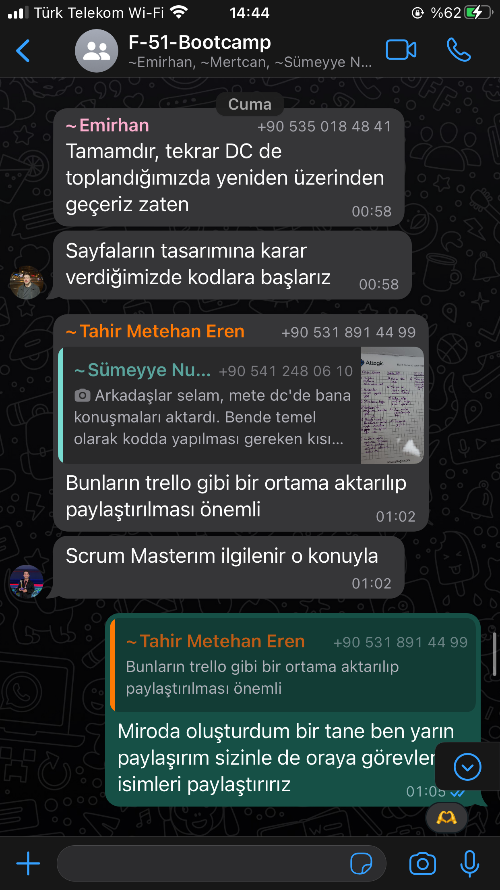 Türk Telekom Wi-Fi 14:44 %62
F-51-Bootcamp
~Emirhan, ~Mertcan, ~Sümeyye N...
Cuma
~Emirhan +90 535 018 48 41
Tamamdır, tekrar DC de
toplandığımızda yeniden üzerinden
geçeriz zaten
00:58
Sayfaların tasarımına karar
verdiğimizde kodlara başlarız
00:58
~Tahir Metehan Eren +90 531 891 44 99
~Sümeyye Nu... +90 541 248 06 10
Arkadaşlar selam, mete dc'de bana
konuşmaları aktardı. Bende temel
olarak kodda yapılması gereken kısı...
Bunların trello gibi bir ortama aktarılıp
paylaştırılması önemli
01:02
Scrum Masterım ilgilenir o konuyla
01:02
~Tahir Metehan Eren +90 531 891 44 99
Bunların trello gibi bir ortama aktarılıp
paylaştırılması önemli
Miroda oluşturdum bir tane ben yarın
paylaşırım sizinle de oraya görevler
isimleri paylaştırırız
01:05